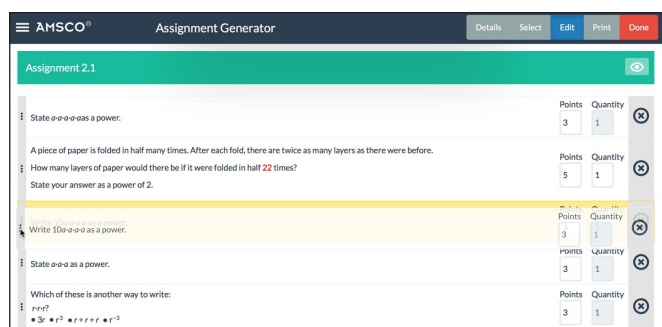 AMSCO® Assignment Generator Details Select Edit Print Done
Assignment 2.1
Points Quantity
State a·a·a·a·aas a power. 3 1
A piece of paper is folded in half many times. After each fold, there are twice as many layers as there were before.
Points Quantity
How many layers of paper would there be if it were folded in half 22 times? 5 1
State your answer as a power of 2.
Points Quantity
Write 10a·a·a·a as a power. 3 1
Points Quantity
State a·a·a as a power. 3 1
Which of these is another way to write: Points Quantity
r·r·r? 3 1
• 3r • r³ • r + r + r • r⁻³